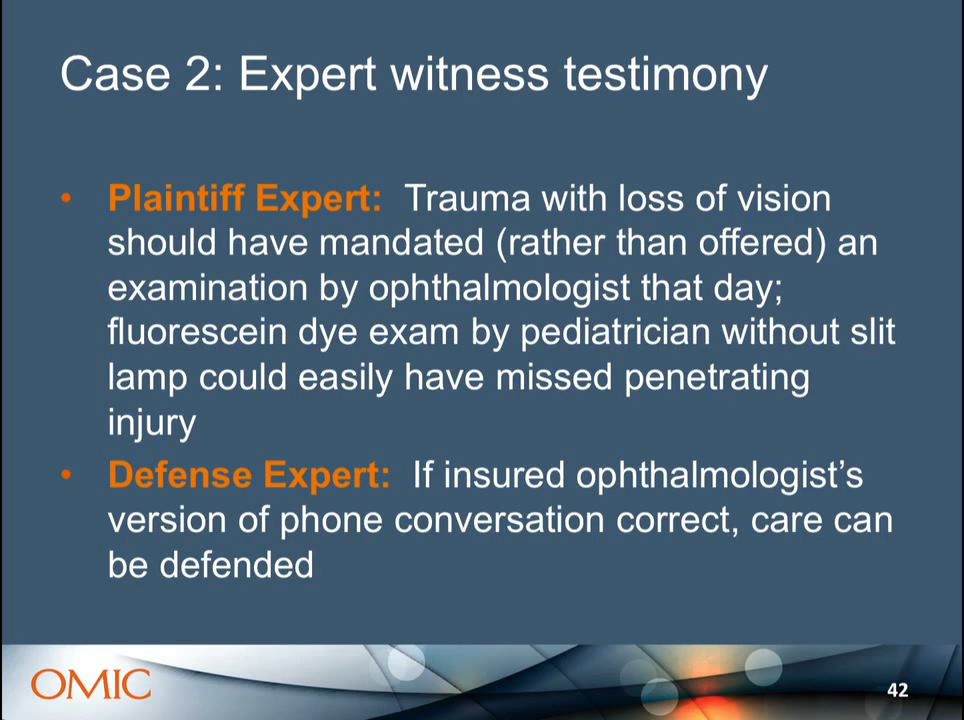 Case 2: Expert witness testimony
• Plaintiff Expert: Trauma with loss of vision
should have mandated (rather than offered) an
examination by ophthalmologist that day;
fluorescein dye exam by pediatrician without slit
lamp could easily have missed penetrating
injury
• Defense Expert: If insured ophthalmologist’s
version of phone conversation correct, care can
be defended
OMIC
42